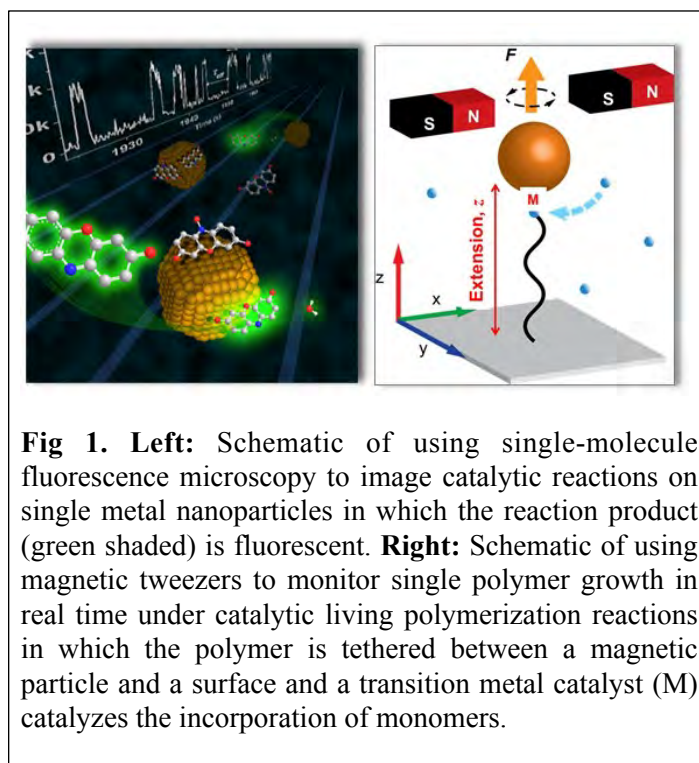 k
0k
0
1930
1940
Time (s)
F
S N
S N
M
Extension, z
z
x
y
Fig 1. Left: Schematic of using single-molecule
fluorescence microscopy to image catalytic reactions on
single metal nanoparticles in which the reaction product
(green shaded) is fluorescent. Right: Schematic of using
magnetic tweezers to monitor single polymer growth in
real time under catalytic living polymerization reactions
in which the polymer is tethered between a magnetic
particle and a surface and a transition metal catalyst (M)
catalyzes the incorporation of monomers.